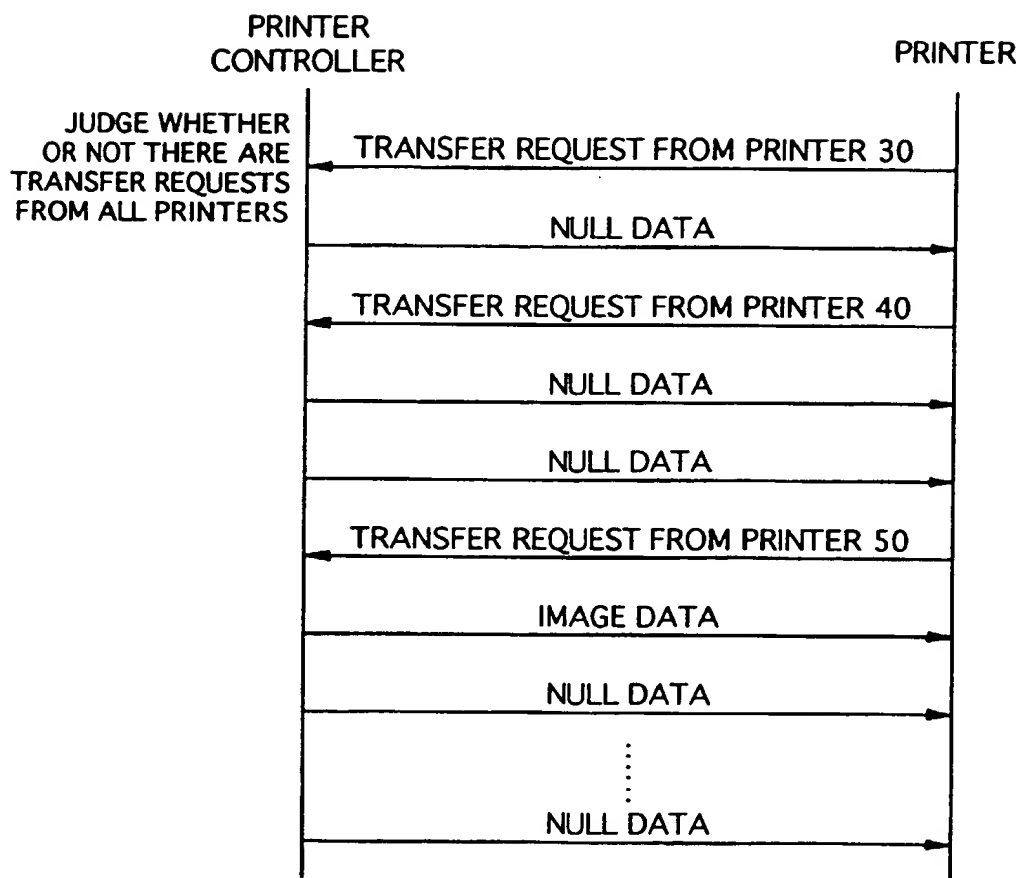 PRINTER
CONTROLLER
PRINTER
JUDGE WHETHER
OR NOT THERE ARE
TRANSFER REQUESTS
FROM ALL PRINTERS
TRANSFER REQUEST FROM PRINTER 30
NULL DATA
TRANSFER REQUEST FROM PRINTER 40
NULL DATA
NULL DATA
TRANSFER REQUEST FROM PRINTER 50
IMAGE DATA
NULL DATA
NULL DATA